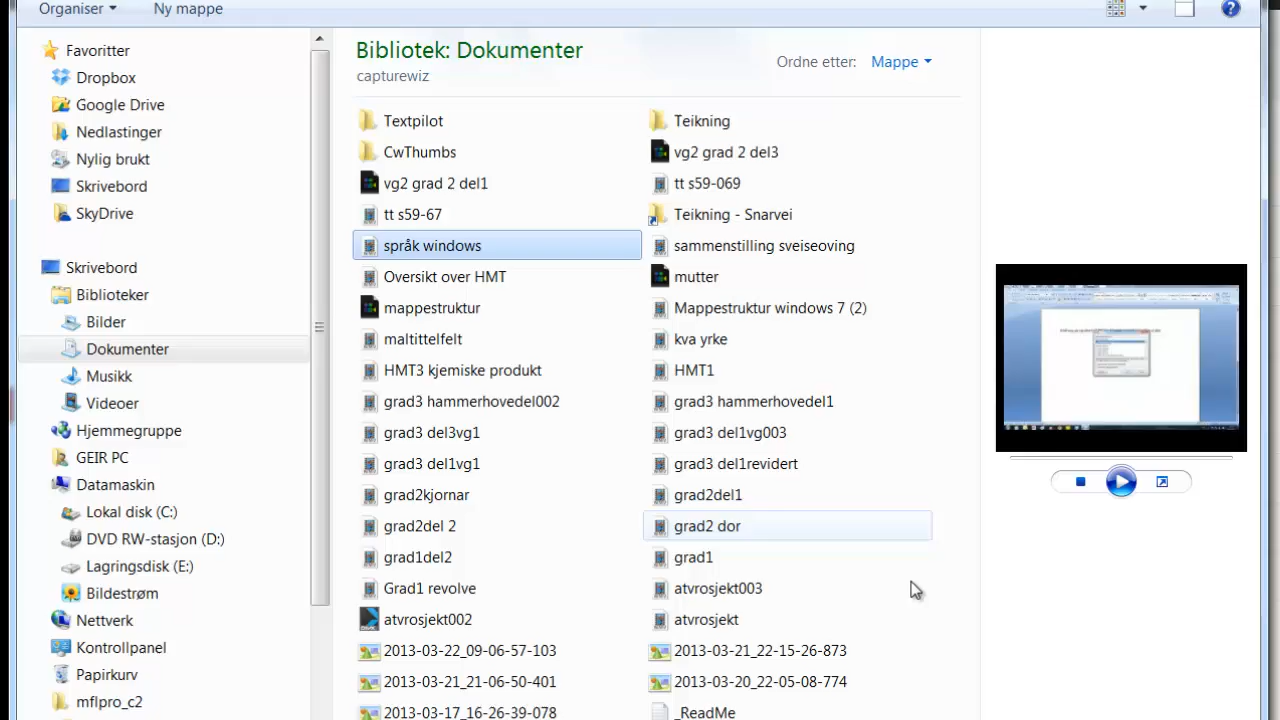 Organiser
Ny mappe
Favoritter
Dropbox
Google Drive
Nedlastinger
Nylig brukt
Skrivebord
SkyDrive
Skrivebord
Biblioteker
Bilder
Dokumenter
Musikk
Videoer
Hjemmegruppe
GEIR PC
Datamaskin
Lokal disk (C:)
DVD RW-stasjon (D:)
Lagringsdisk (E:)
Bildestrøm
Nettverk
Kontrollpanel
Papirkurv
mflpro_c2
Bibliotek: Dokumenter
capturewiz
Ordne etter: Mappe
Textpilot
Teikning
CwThumbs
vg2 grad 2 del3
vg2 grad 2 del1
tt s59-069
tt s59-67
Teikning - Snarvei
språk windows
sammenstilling sveiseoving
Oversikt over HMT
mutter
mappestruktur
Mappestruktur windows 7 (2)
maltittelfelt
kva yrke
HMT3 kjemiske produkt
HMT1
grad3 hammerhovedel002
grad3 hammerhovedel1
grad3 del3vg1
grad3 del1vg003
grad3 del1vg1
grad3 del1revidert
grad2kjornar
grad2del1
grad2del 2
grad2 dor
grad1del2
grad1
Grad1 revolve
atvrosjekt003
atvrosjekt002
atvrosjekt
2013-03-22_09-06-57-103
2013-03-21_22-15-26-873
2013-03-21_21-06-50-401
2013-03-20_22-05-08-774
2013-03-17_16-26-39-078
_ReadMe